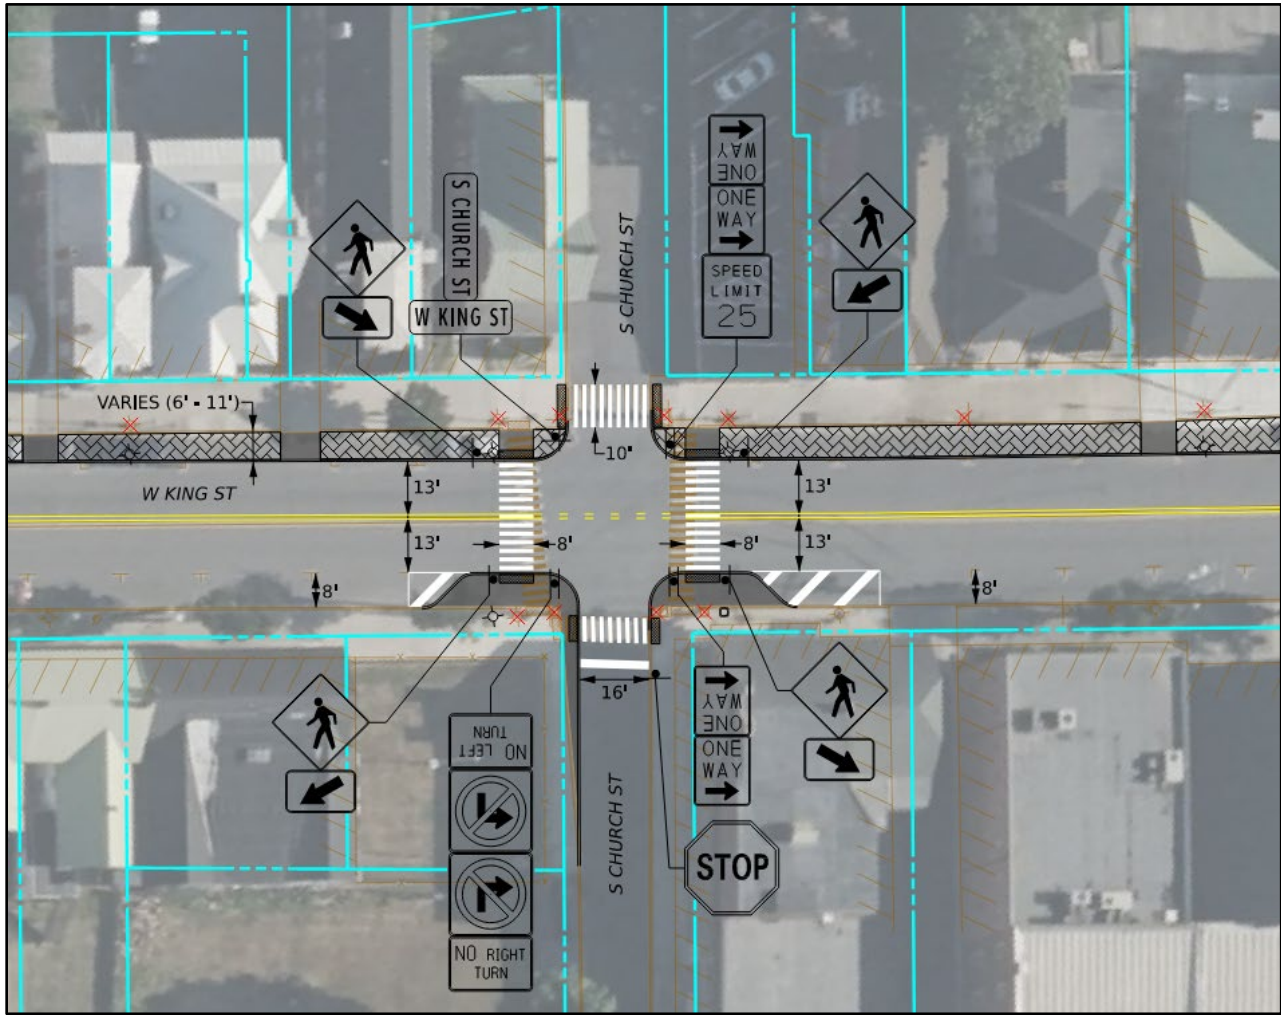 WAY
ONE
ONE
WAY
SPEED
LIMIT
25
S CHURCH ST
W KING ST
S CHURCH ST
VARIES (6' - 11')
10'
W KING ST
13'
13'
13'
13'
8'
8'
8'
8'
16'
WAY
ONE
ONE
WAY
NO LEFT
TURN
NO RIGHT
TURN
S CHURCH ST
STOP